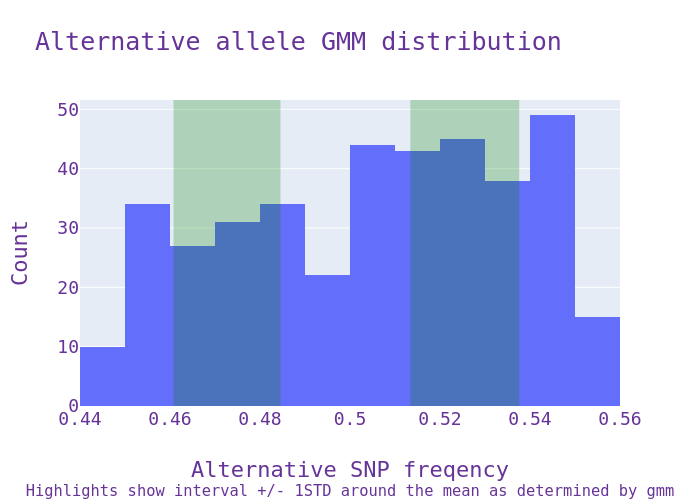 Alternative allele GMM distribution
50
40
30
20
10
0
Count
0.44 0.46 0.48 0.5 0.52 0.54 0.56
Alternative SNP freqency
Highlights show interval +/- 1STD around the mean as determined by gmm